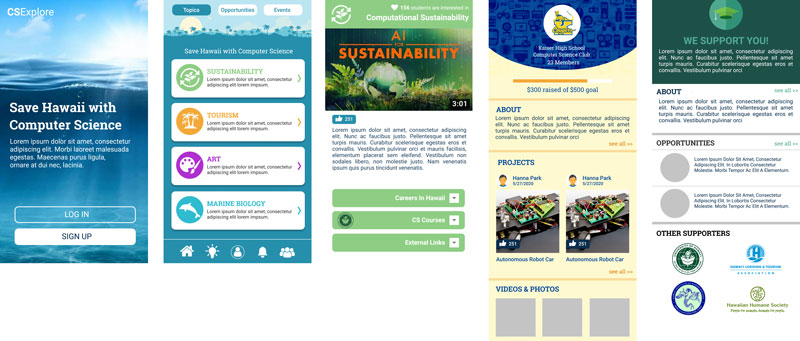 CSExplore
Save Hawaii with
Computer Science
Lorem ipsum dolor sit amet, consectetur
adipiscing elit. Morbi laoreet malesuada
egestas. Maecenas purus ligula,
ornare at dui nec, lacinia.
LOG IN
SIGN UP
Topics
Opportunities
Events
Save Hawaii with Computer Science
SUSTAINABILITY
Lorem ipsum dolor sit amet, consectetur
adipiscing elit lorem impsum.
TOURISM
Lorem ipsum dolor sit amet, consectetur
adipiscing elit lorem impsum.
ART
Lorem ipsum dolor sit amet, consectetur
adipiscing elit lorem impsum.
MARINE BIOLOGY
Lorem ipsum dolor sit amet, consectetur
adipiscing elit lorem impsum.
156 students are interested in
Computational Sustainability
AI
FOR
SUSTAINABILITY
3:01
251
Lorem ipsum dolor sit amet, consectetur adipiscing
elit. Nunc ac faucibus justo. Pellentesque sit amet
turpis mauris. Curabitur scelerisque egestas eros et
convallis. Vestibulum pulvinar orci faucibus, faucibus
elementum placerat sem eleifend. Vestibulum
lobortis leo, non molestie justo. Nam venenatis
vulputate nulla a fermentum.
Careers In Hawaii
CS Courses
External Links
Kaiser High School
Computer Science Club
23 Members
$300 raised of $500 goal
ABOUT
Lorem ipsum dolor sit amet, consectetur adipiscing
elit. Nunc ac faucibus justo. Pellentesque sit amet
turpis mauris. Curabitur scelerisque egestas eros et
convallis. Vestibulum pulvinar orci
see all >>
PROJECTS
Hanna Park
5/27/2020
251
Autonomous Robot Car
Hanna Park
5/27/2020
251
Autonomous Robot Car
see all >>
VIDEOS & PHOTOS
WE SUPPORT YOU!
Lorem ipsum dolor sit amet, consectetur adipiscing
elit. Nunc ac faucibus justo. Pellentesque sit amet
turpis mauris. Curabitur scelerisque egestas eros et
convallis. Vestibulum pulvinar orci
ABOUT
see all >>
Lorem ipsum dolor sit amet, consectetur adipiscing
elit. Nunc ac faucibus justo. Pellentesque sit amet
turpis mauris. Curabitur scelerisque egestas eros et
convallis. Vestibulum pulvinar orci
OPPORTUNITIES
see all >>
Lorem Ipsum Dolor Sit Amet, Consectetur
Adipiscing Elit. In Lobortis Consectetur
Molestie. Morbi Tempor Ac Elit A Elementum.
Lorem Ipsum Dolor Sit Amet, Consectetur
Adipiscing Elit. In Lobortis Consectetur
Molestie. Morbi Tempor Ac Elit A Elementum.
OTHER SUPPORTERS
HAWAI'I LODGING & TOURISM
ASSOCIATION
Hawaiian Humane Society
People for animals. Animals for people.